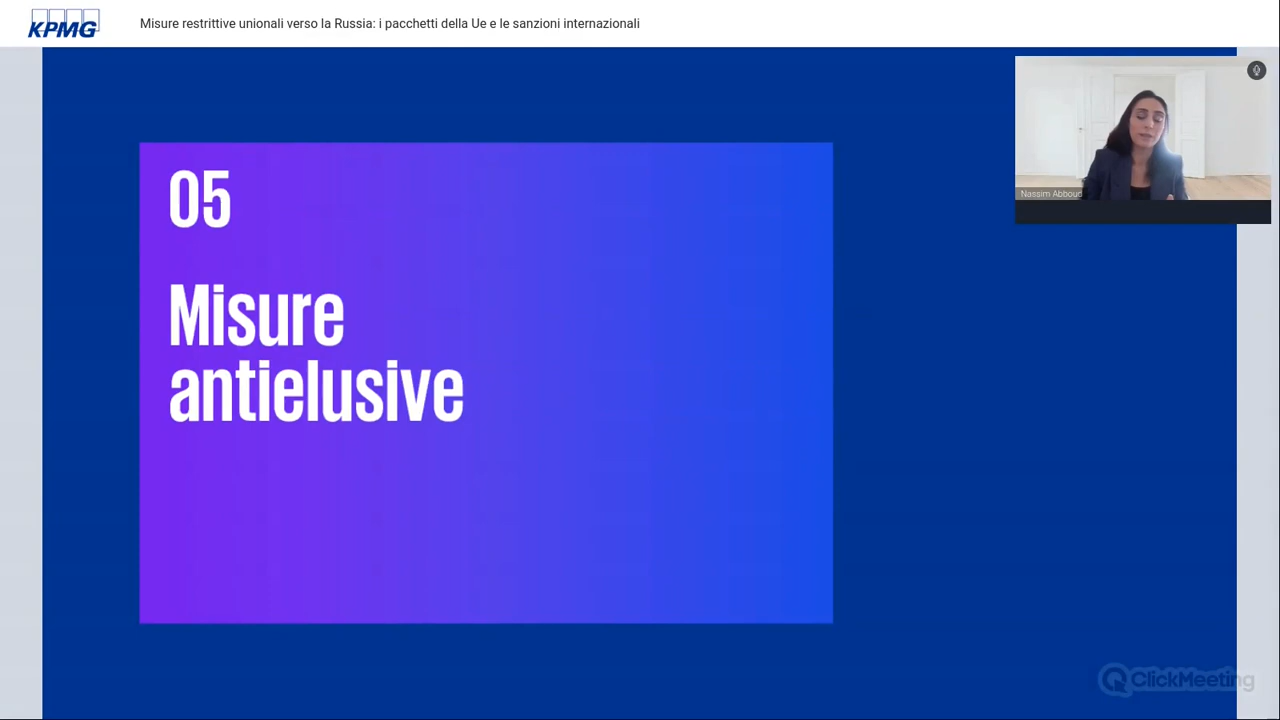 KPMG
Misure restrittive unionali verso la Russia: i pacchetti della Ue e le sanzioni internazionali
Nassim Abboud
05
Misure
antielusive
ClickMeeting